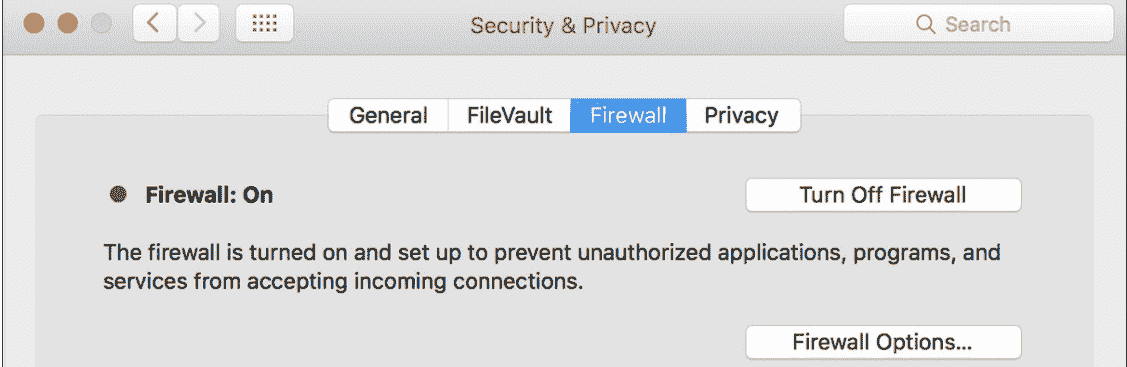 Security & Privacy
Search
General
FileVault
Firewall
Privacy
Firewall: On
Turn Off Firewall
The firewall is turned on and set up to prevent unauthorized applications, programs, and
services from accepting incoming connections.
Firewall Options...